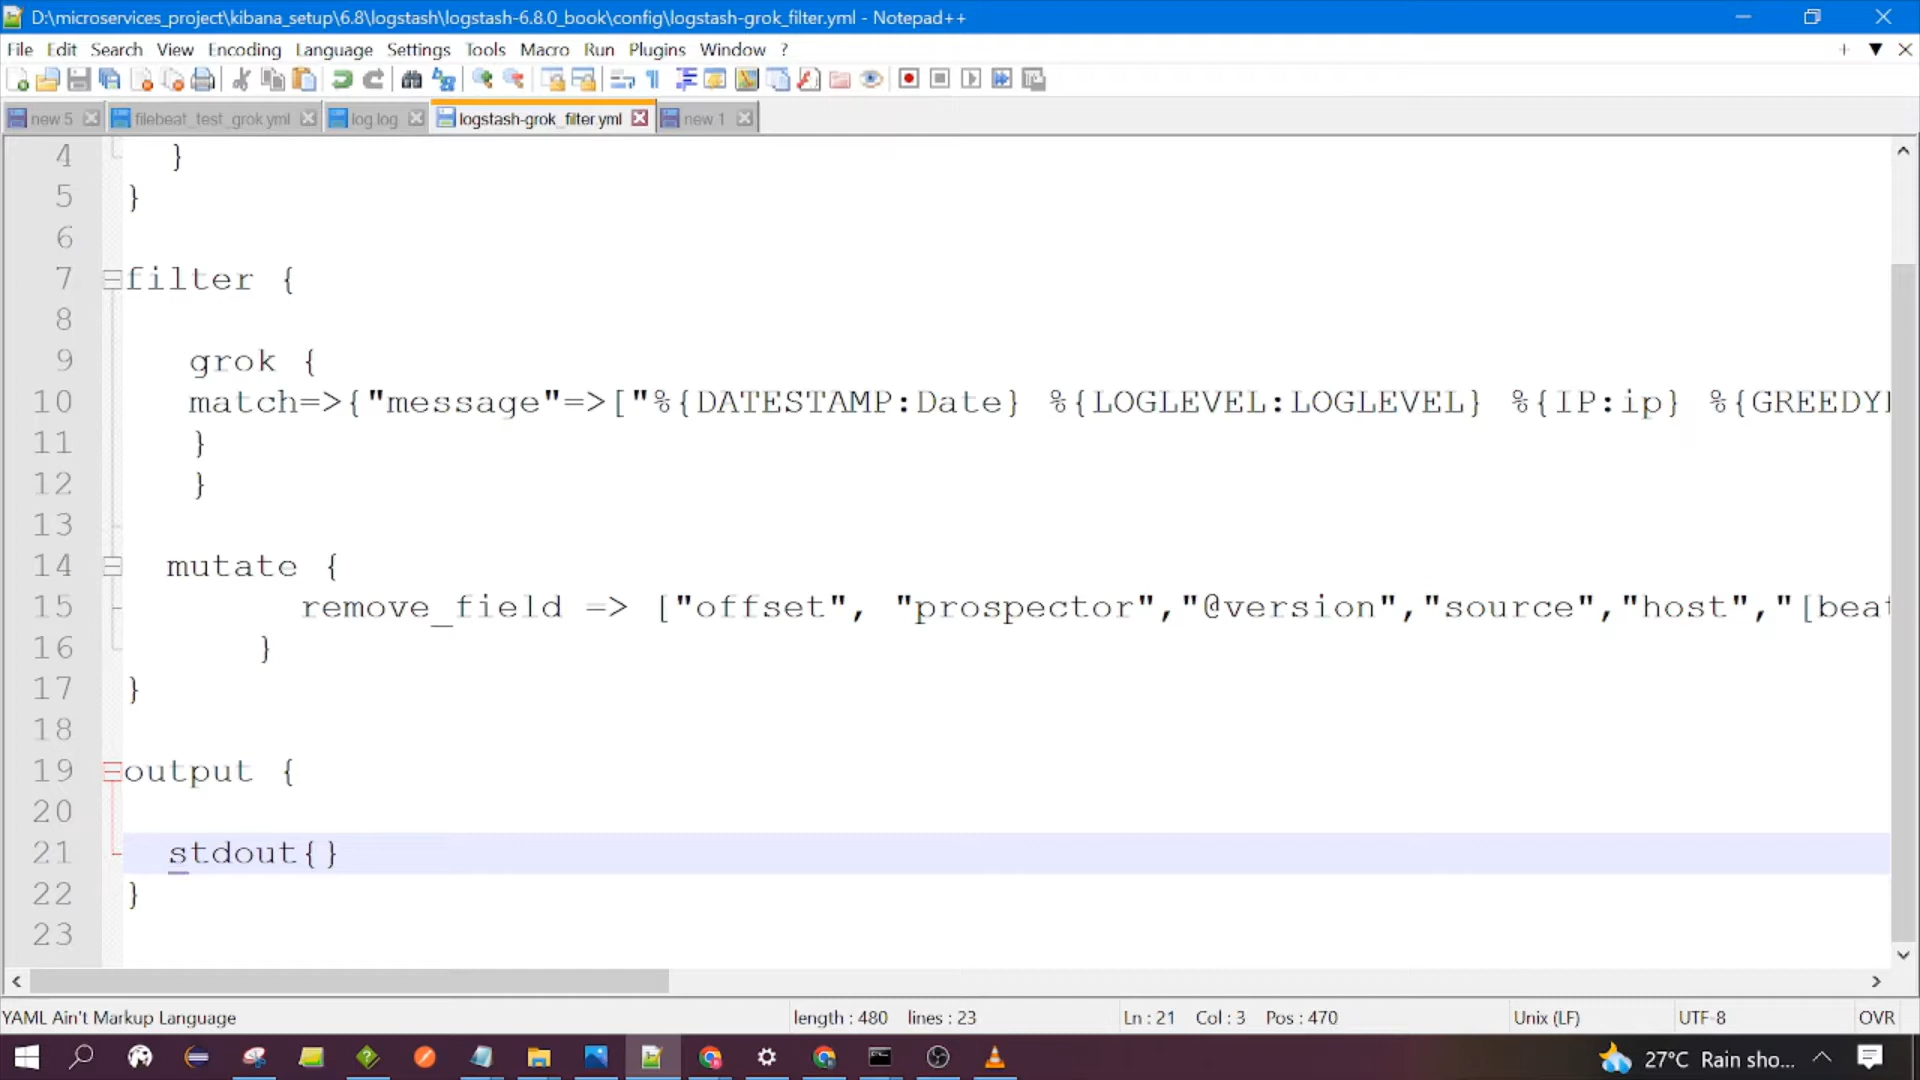 D:\microservices_project\kibana_setup\6.8\logstash\logstash-6.8.0_book\config\logstash-grok_filter.yml - Notepad++
File Edit Search View Encoding Language Settings Tools Macro Run Plugins Window ?
new 5 filebeat_test_grok.yml log log logstash-grok_filter.yml new 1
4 }
5 }
6
7 filter {
8
9 grok {
10 match=>{"message"=>["%{DATESTAMP:Date} %{LOGLEVEL:LOGLEVEL} %{IP:ip} %{GREEDY
11 }
12 }
13
14 mutate {
15 remove_field => ["offset", "prospector","@version","source","host","[beat
16 }
17 }
18
19 output {
20
21 stdout{}
22 }
23
YAML Ain't Markup Language length : 480 lines : 23 Ln : 21 Col : 3 Pos : 470 Unix (LF) UTF-8 OVR
27°C Rain sho...